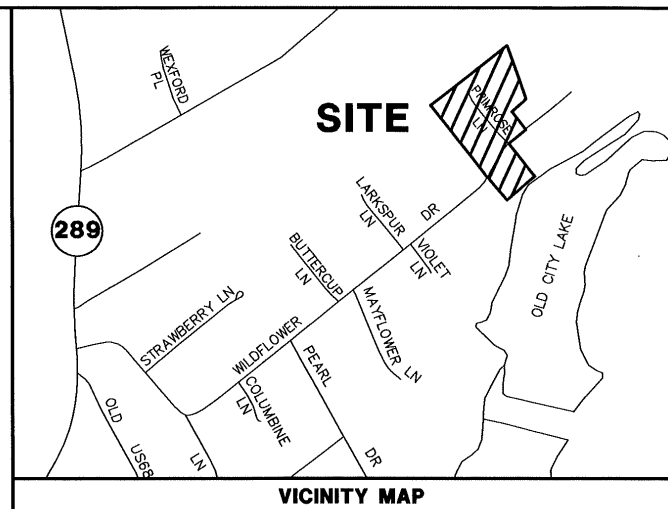 WEXFORD
PL
SITE
PRIMROSE
LN
289
LARKSPUR
LN
DR
VIOLET
LN
OLD CITY LAKE
BUTTERCUP
LN
STRAWBERRY LN
WILDFLOWER
MAYFLOWER LN
PEARL
DR
COLUMBINE
LN
OLD
US68
LN
VICINITY MAP